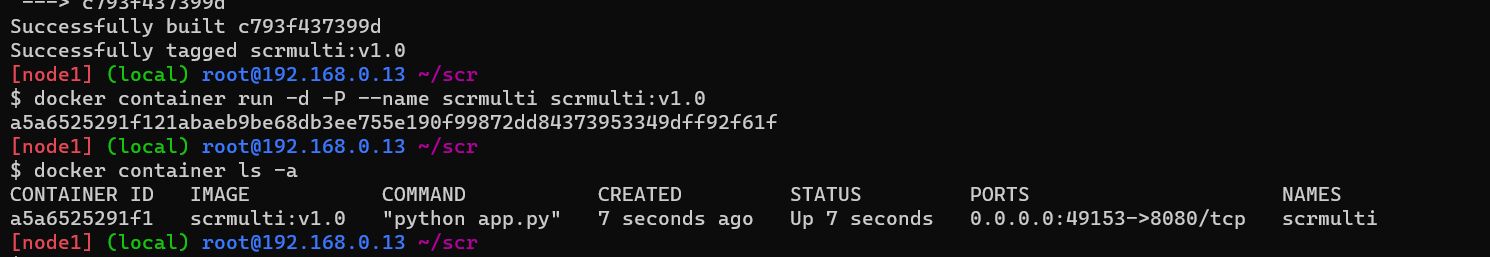 ---> c793f437399d
Successfully built c793f437399d
Successfully tagged scrmulti:v1.0
[node1] (local) root@192.168.0.13 ~/scr
$ docker container run -d -P --name scrmulti scrmulti:v1.0
a5a6525291f121abaeb9be68db3ee755e190f99872dd84373953349dff92f61f
[node1] (local) root@192.168.0.13 ~/scr
$ docker container ls -a
CONTAINER ID   IMAGE           COMMAND           CREATED         STATUS         PORTS                     NAMES
a5a6525291f1   scrmulti:v1.0   "python app.py"   7 seconds ago   Up 7 seconds   0.0.0.0:49153->8080/tcp   scrmulti
[node1] (local) root@192.168.0.13 ~/scr